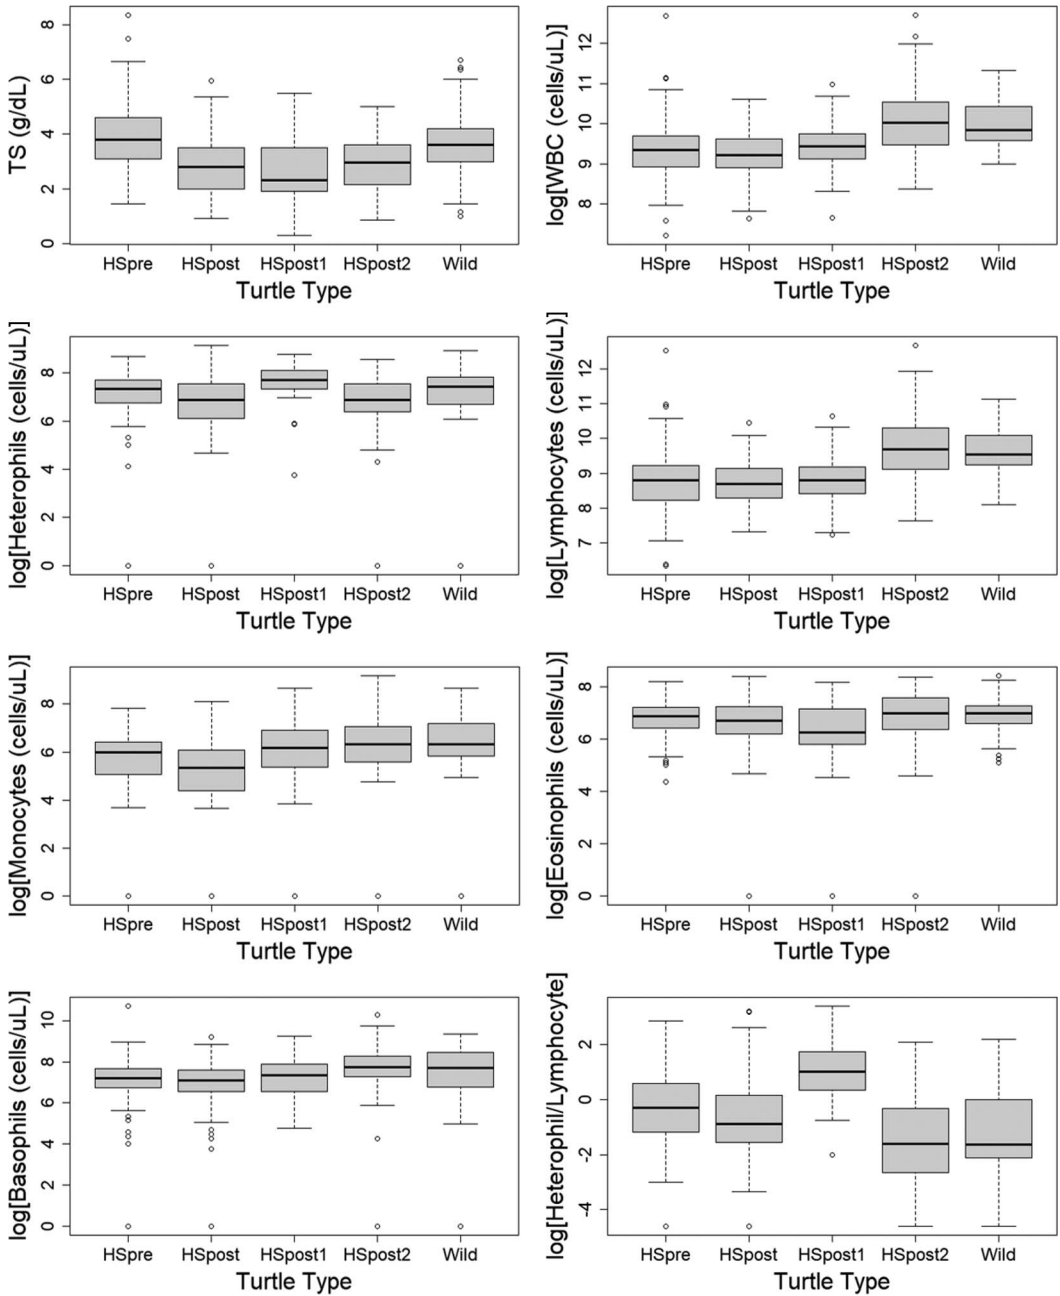 TS (g/dL)
8
6
4
2
0
HSpre HSpost HSpost1 HSpost2 Wild
Turtle Type
log[WBC (cells/uL)]
12
11
10
9
8
HSpre HSpost HSpost1 HSpost2 Wild
Turtle Type
log[Heterophils (cells/uL)]
8
6
4
2
0
HSpre HSpost HSpost1 HSpost2 Wild
Turtle Type
log[Lymphocytes (cells/uL)]
12
11
10
9
8
7
HSpre HSpost HSpost1 HSpost2 Wild
Turtle Type
log[Monocytes (cells/uL)]
8
6
4
2
0
HSpre HSpost HSpost1 HSpost2 Wild
Turtle Type
log[Eosinophils (cells/uL)]
8
6
4
2
0
HSpre HSpost HSpost1 HSpost2 Wild
Turtle Type
log[Basophils (cells/uL)]
10
8
6
4
2
0
HSpre HSpost HSpost1 HSpost2 Wild
Turtle Type
log[Heterophil/Lymphocyte]
2
0
-2
-4
HSpre HSpost HSpost1 HSpost2 Wild
Turtle Type